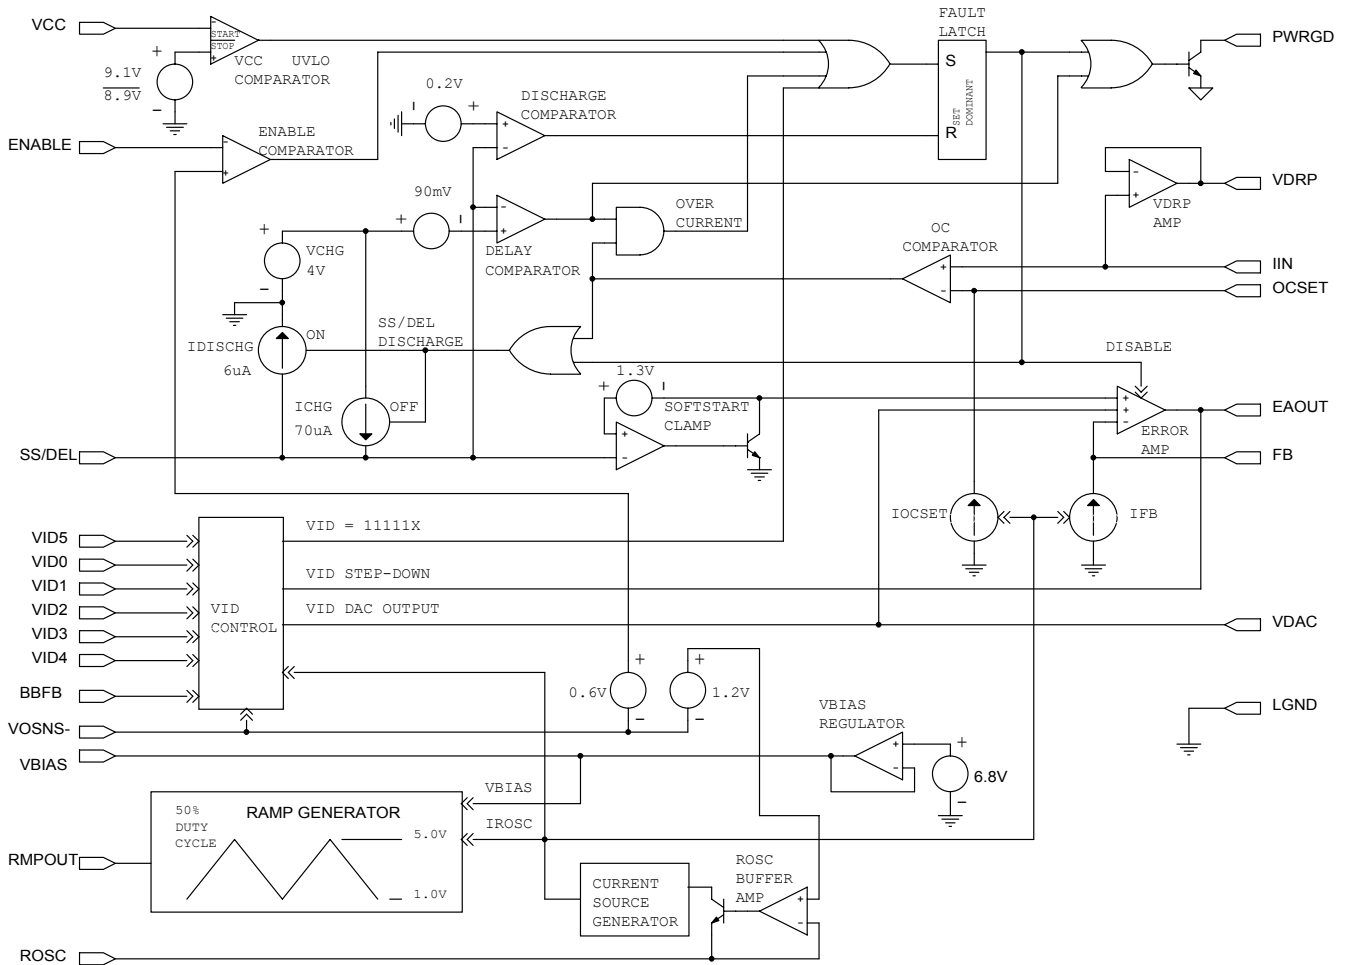 VCC
START
STOP
+
−
9.1V
8.9V
VCC UVLO
COMPARATOR
FAULT
LATCH
S
R
SET
DOMINANT
PWRGD
0.2V
DISCHARGE
COMPARATOR
ENABLE
ENABLE
COMPARATOR
90mV
DELAY
COMPARATOR
OVER
CURRENT
OC
COMPARATOR
VDRP
VDRP
AMP
IIN
OCSET
VCHG
4V
ON
IDISCHG
6uA
SS/DEL
DISCHARGE
ICHG
70uA
OFF
1.3V
SOFTSTART
CLAMP
DISABLE
ERROR
AMP
EAOUT
FB
SS/DEL
IOCSET
IFB
VID5
VID0
VID1
VID2
VID3
VID4
BBFB
VOSNS-
VBIAS
VID
CONTROL
VID = 11111X
VID STEP-DOWN
VID DAC OUTPUT
VDAC
0.6V
1.2V
VBIAS
REGULATOR
6.8V
LGND
VBIAS
IROSC
50%
DUTY
CYCLE
RAMP GENERATOR
5.0V
1.0V
RMPOUT
CURRENT
SOURCE
GENERATOR
ROSC
BUFFER
AMP
ROSC